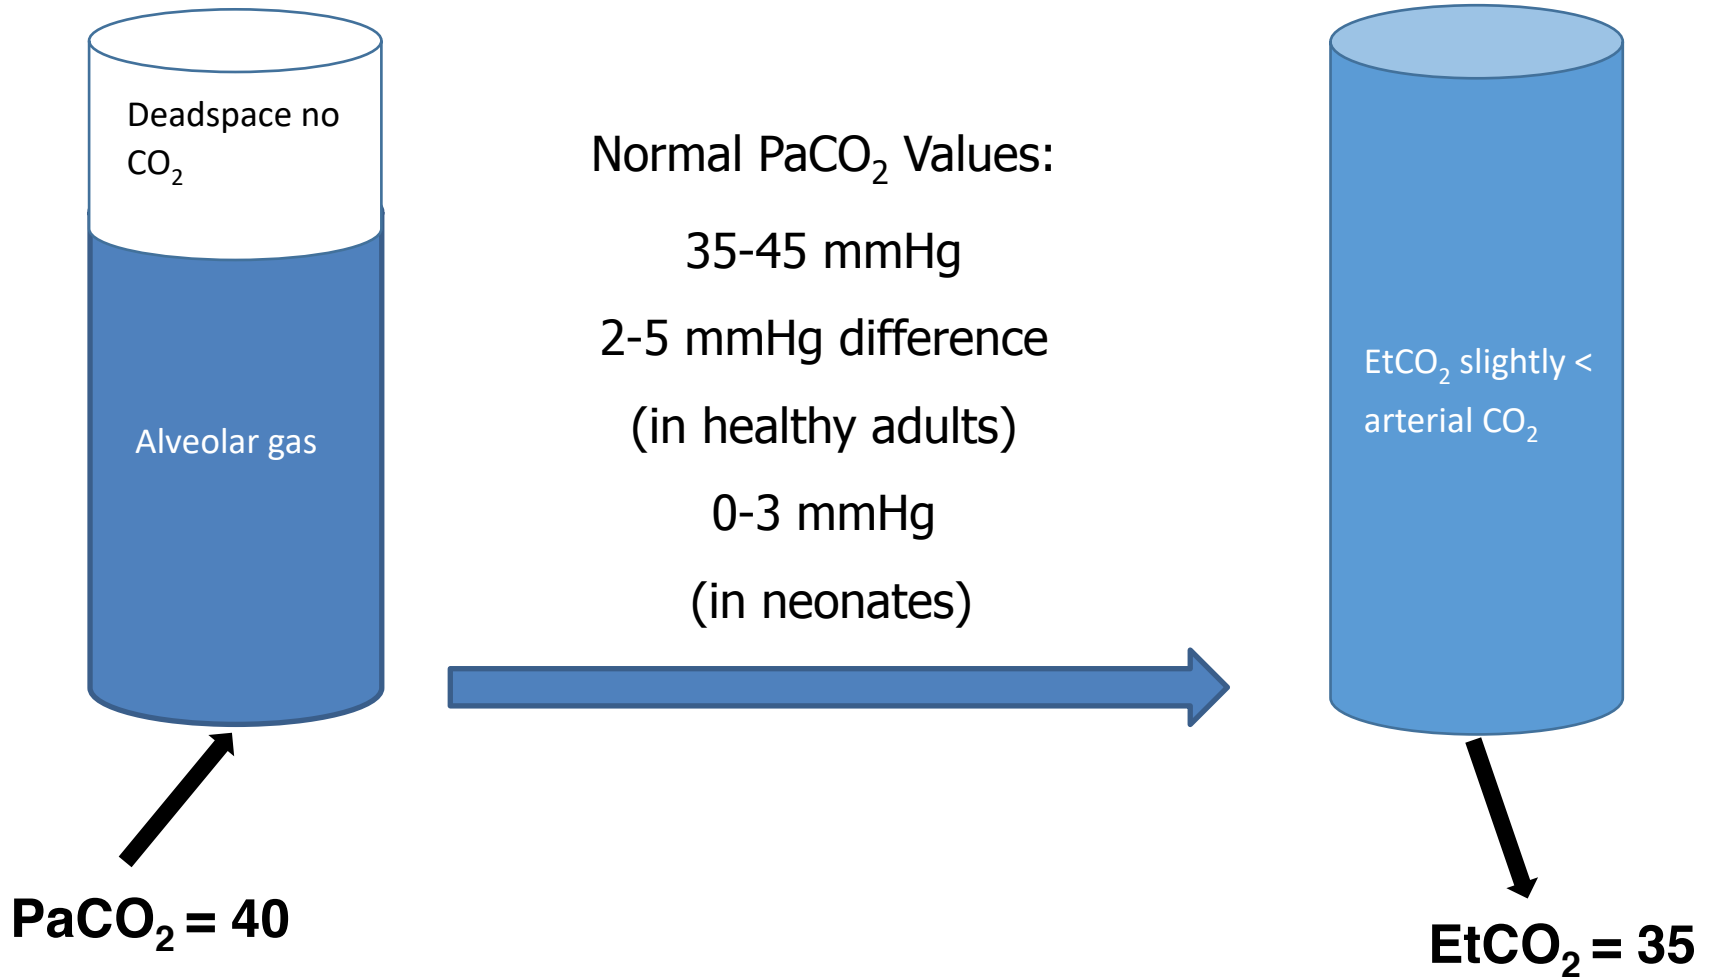 Deadspace no
CO₂
Alveolar gas
PaCO₂ = 40
Normal PaCO₂ Values:
35-45 mmHg
2-5 mmHg difference
(in healthy adults)
0-3 mmHg
(in neonates)
EtCO₂ slightly <
arterial CO₂
EtCO₂ = 35